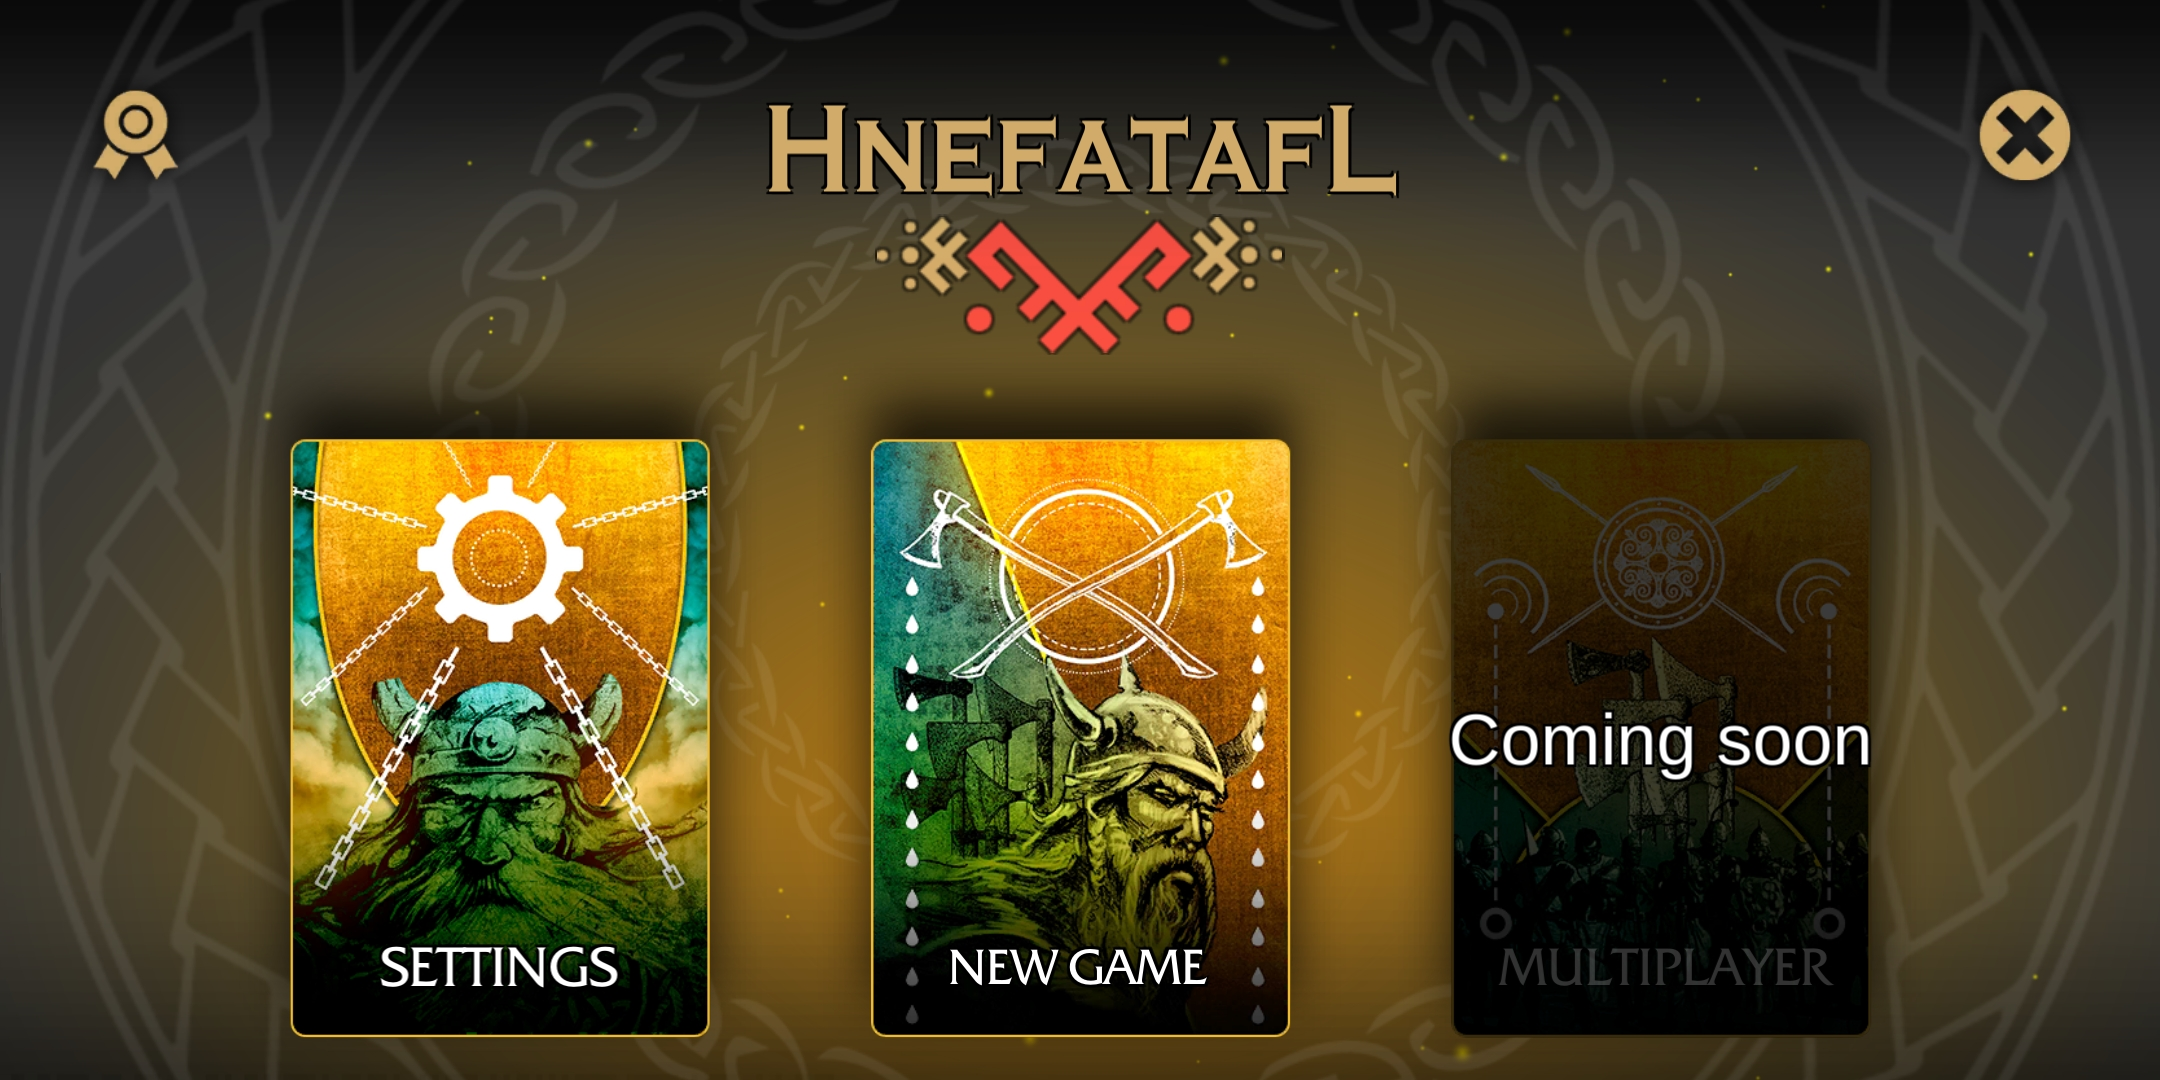 HNEFATAFL
SETTINGS
NEW GAME
Coming soon
MULTIPLAYER